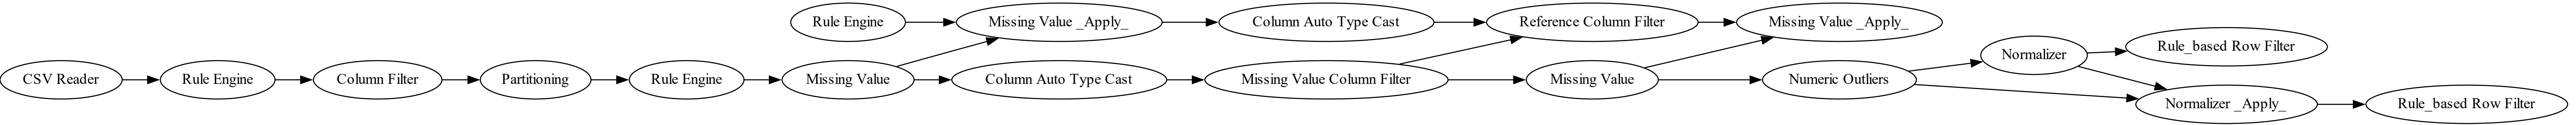 Rule Engine
Missing Value _Apply_
Column Auto Type Cast
Reference Column Filter
Missing Value _Apply_
CSV Reader
Rule Engine
Column Filter
Partitioning
Rule Engine
Missing Value
Column Auto Type Cast
Missing Value Column Filter
Missing Value
Numeric Outliers
Normalizer
Rule_based Row Filter
Normalizer _Apply_
Rule_based Row Filter